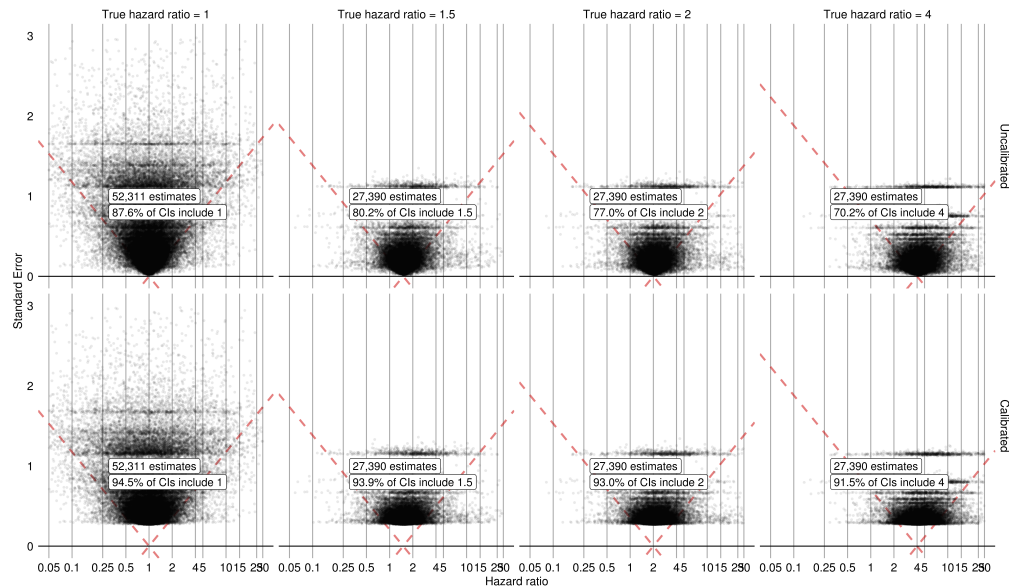 True hazard ratio = 1
True hazard ratio = 1.5
True hazard ratio = 2
True hazard ratio = 4
3
2
1
0
52,311 estimates
87.6% of CIs include 1
27,390 estimates
80.2% of CIs include 1.5
27,390 estimates
77.0% of CIs include 2
27,390 estimates
70.2% of CIs include 4
Uncalibrated
Standard Error
3
2
1
0
52,311 estimates
94.5% of CIs include 1
27,390 estimates
93.9% of CIs include 1.5
27,390 estimates
93.0% of CIs include 2
27,390 estimates
91.5% of CIs include 4
Calibrated
0.05 0.1 0.25 0.5 1 2 4 5 10 15 25 30
0.05 0.1 0.25 0.5 1 2 4 5 10 15 25 30
0.05 0.1 0.25 0.5 1 2 4 5 10 15 25 30
0.05 0.1 0.25 0.5 1 2 4 5 10 15 25 30
Hazard ratio